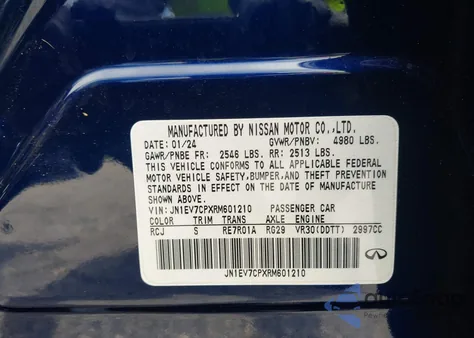 MANUFACTURED BY NISSAN MOTOR CO.,LTD.
DATE: 01/24 GVWR/PNBV: 4980 LBS.
GAWR/PNBE FR: 2546 LBS. RR: 2513 LBS.
THIS VEHICLE CONFORMS TO ALL APPLICABLE FEDERAL
MOTOR VEHICLE SAFETY,BUMPER,AND THEFT PREVENTION
STANDARDS IN EFFECT ON THE DATE OF MANUFACTURE
SHOWN ABOVE.
VIN: JN1EV7CPXRM601210 PASSENGER CAR
COLOR TRIM TRANS AXLE ENGINE
RCJ S RE7R01A RG29 VR30(DDTT) 2997CC
JN1EV7CPXRM601210